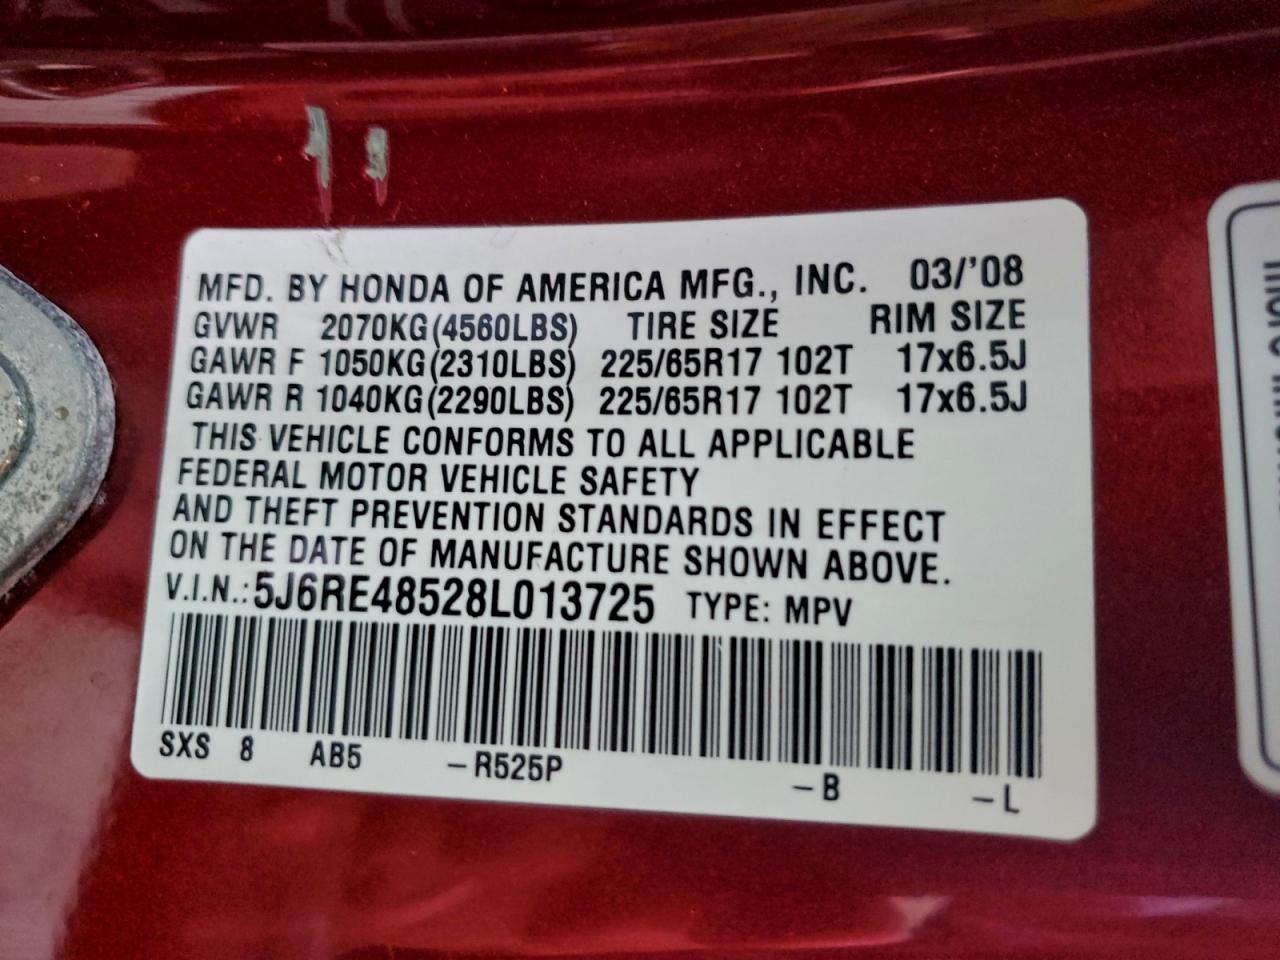 MFD. BY HONDA OF AMERICA MFG., INC. 03/'08
GVWR 2070KG(4560LBS) TIRE SIZE RIM SIZE
GAWR F 1050KG(2310LBS) 225/65R17 102T 17x6.5J
GAWR R 1040KG(2290LBS) 225/65R17 102T 17x6.5J
THIS VEHICLE CONFORMS TO ALL APPLICABLE
FEDERAL MOTOR VEHICLE SAFETY
AND THEFT PREVENTION STANDARDS IN EFFECT
ON THE DATE OF MANUFACTURE SHOWN ABOVE.
V.I.N.:5J6RE48528L013725 TYPE: MPV
SXS 8 AB5 –R525P –B –L